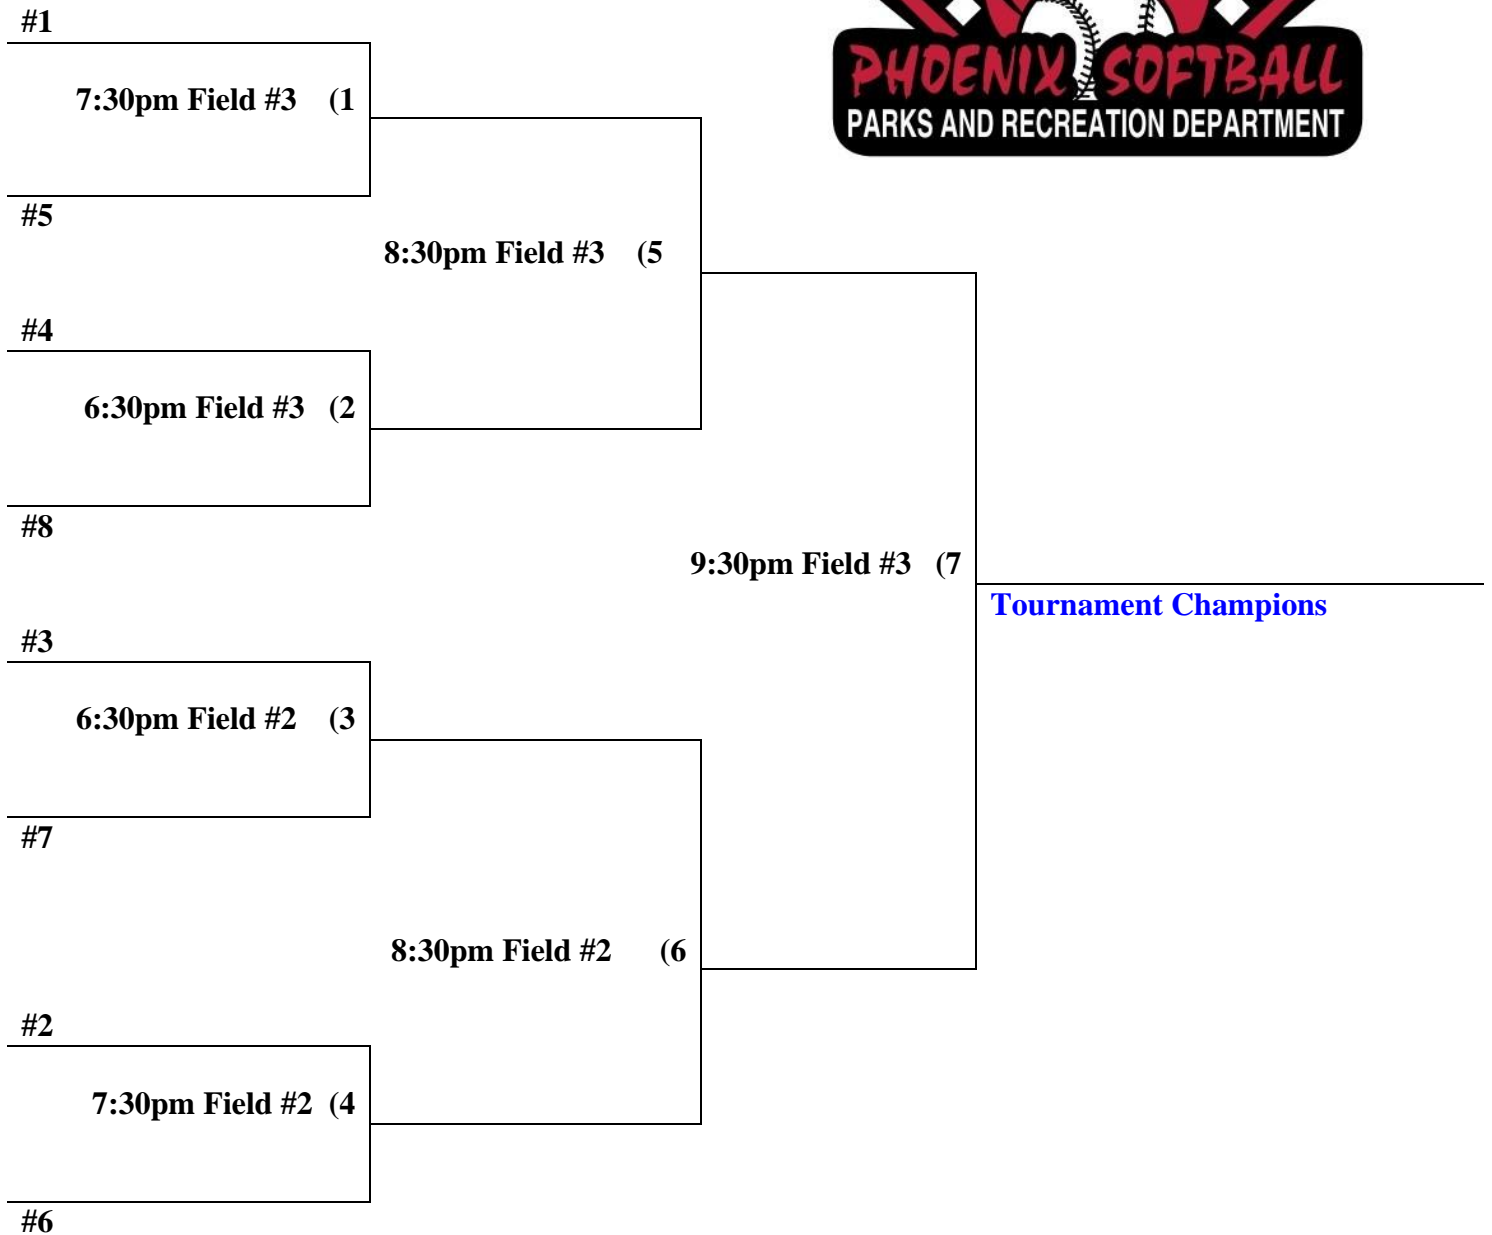 #1
PHOENIX SOFTBALL
7:30pm Field #3 (1
PARKS AND RECREATION DEPARTMENT
#5
8:30pm Field #3 (5
#4
6:30pm Field #3 (2
#8
9:30pm Field #3 (7
Tournament Champions
#3
6:30pm Field #2 (3
#7
8:30pm Field #2 (6
#2
7:30pm Field #2 (4
#6